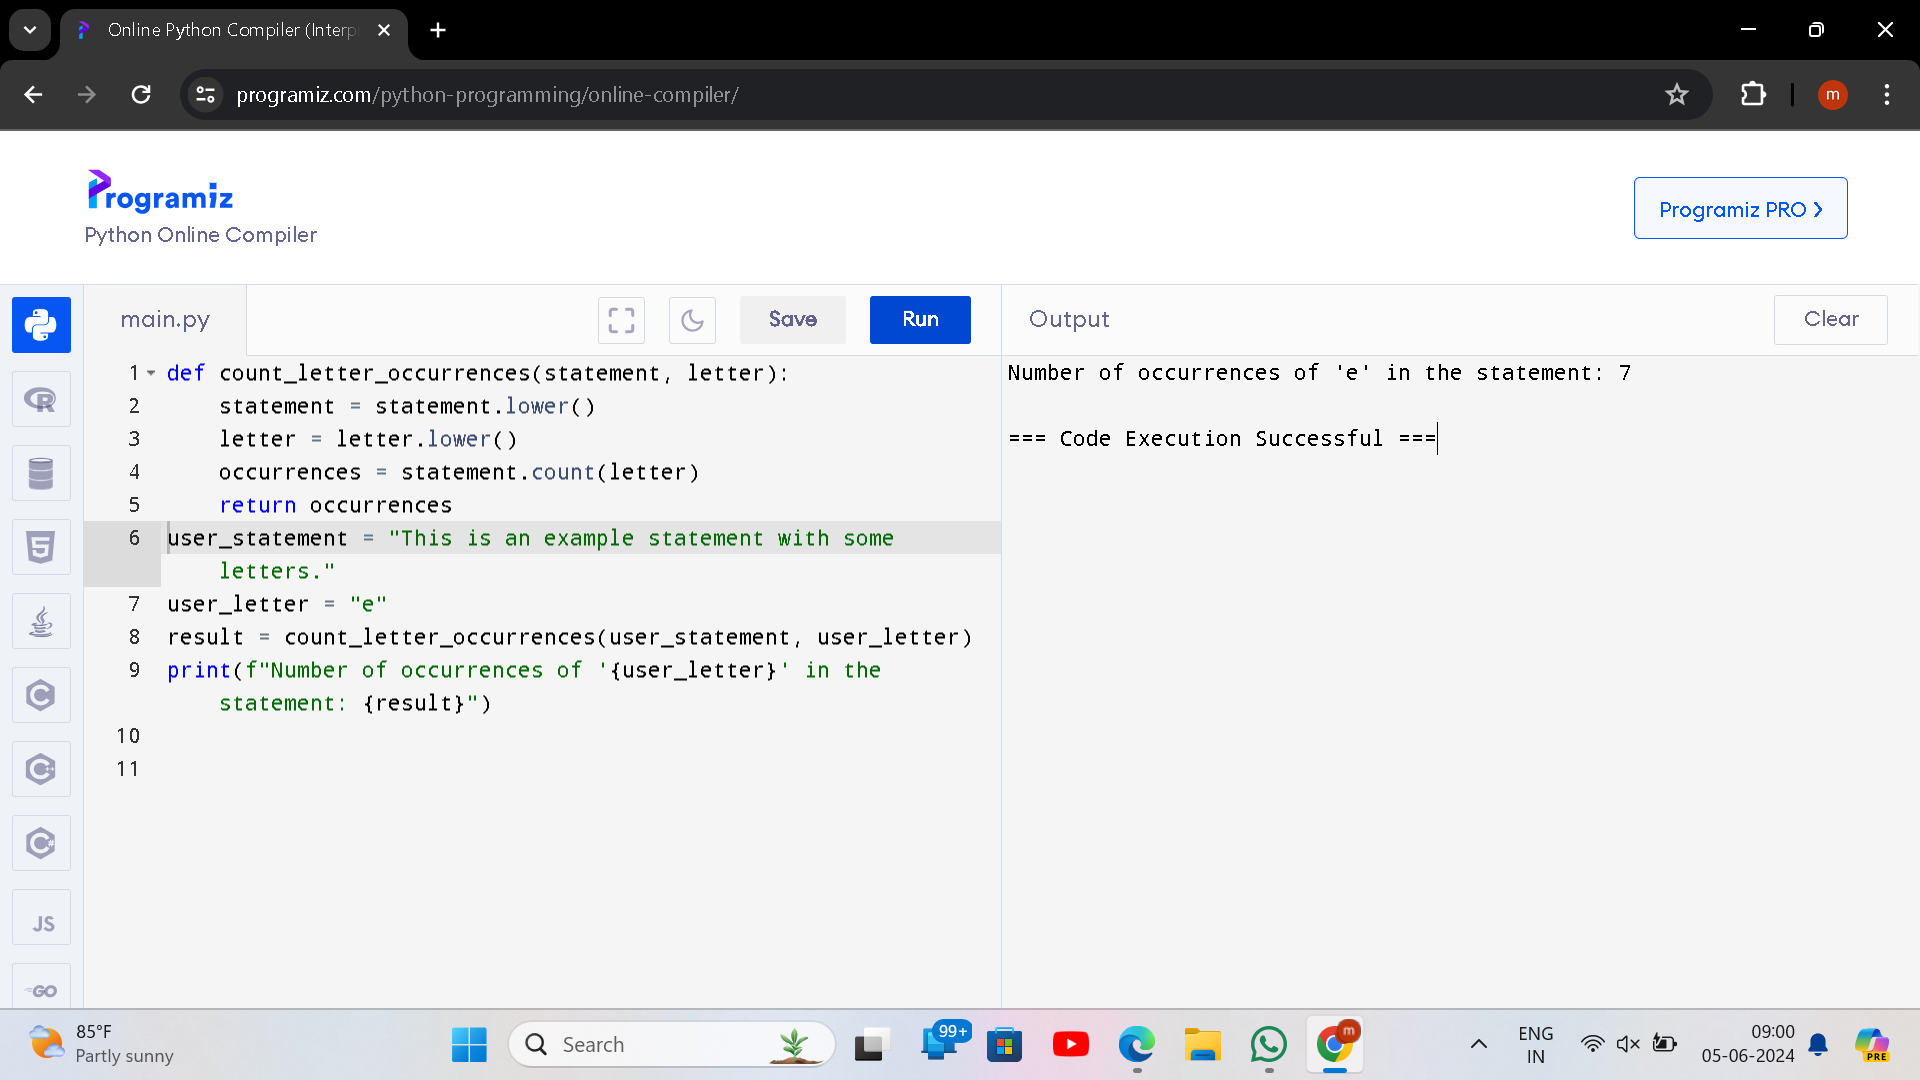 Online Python Compiler (Interp
programiz.com/python-programming/online-compiler/
m
Programiz
Python Online Compiler
Programiz PRO
main.py
Save
Run
Output
Clear
1 def count_letter_occurrences(statement, letter):
2 statement = statement.lower()
3 letter = letter.lower()
4 occurrences = statement.count(letter)
5 return occurrences
6 user_statement = "This is an example statement with some
letters."
7 user_letter = "e"
8 result = count_letter_occurrences(user_statement, user_letter)
9 print(f"Number of occurrences of '{user_letter}' in the
statement: {result}")
10
11
Number of occurrences of 'e' in the statement: 7
=== Code Execution Successful ===
R
5
C
C+
C#
JS
GO
85°F
Partly sunny
Search
99+
m
ENG
IN
09:00
05-06-2024
PRE